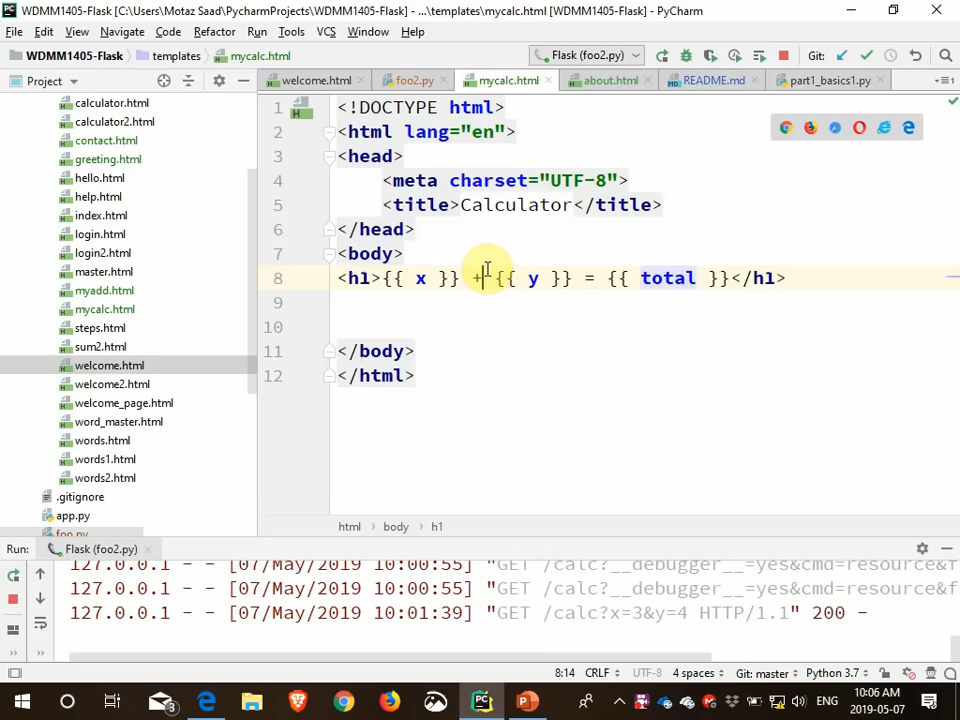 WDMM1405-Flask [C:\Users\Motaz Saad\PycharmProjects\WDMM1405-Flask] - ...\templates\mycalc.html [WDMM1405-Flask] - PyCharm
File Edit View Navigate Code Refactor Run Tools VCS Window Help
WDMM1405-Flask templates mycalc.html Flask (foo2.py) Git:
Project welcome.html foo2.py mycalc.html about.html README.md part1_basics1.py
calculator.html
calculator2.html
contact.html
greeting.html
hello.html
help.html
index.html
login.html
login2.html
master.html
myadd.html
mycalc.html
steps.html
sum2.html
welcome.html
welcome2.html
welcome_page.html
word_master.html
words.html
words1.html
words2.html
.gitignore
app.py
foo.py
1 <!DOCTYPE html>
2 <html lang="en">
3 <head>
4 <meta charset="UTF-8">
5 <title>Calculator</title>
6 </head>
7 <body>
8 <h1>{{ x }} + {{ y }} = {{ total }}</h1>
9
10
11 </body>
12 </html>
html body h1
Run: Flask (foo2.py)
127.0.0.1 - - [07/May/2019 10:00:55] "GET /calc?__debugger__=yes&cmd=resource&f
127.0.0.1 - - [07/May/2019 10:00:55] "GET /calc?__debugger__=yes&cmd=resource&f
127.0.0.1 - - [07/May/2019 10:01:39] "GET /calc?x=3&y=4 HTTP/1.1" 200 -
8:14 CRLF UTF-8 4 spaces Git: master Python 3.7
3 ENG 10:06 AM
2019-05-07